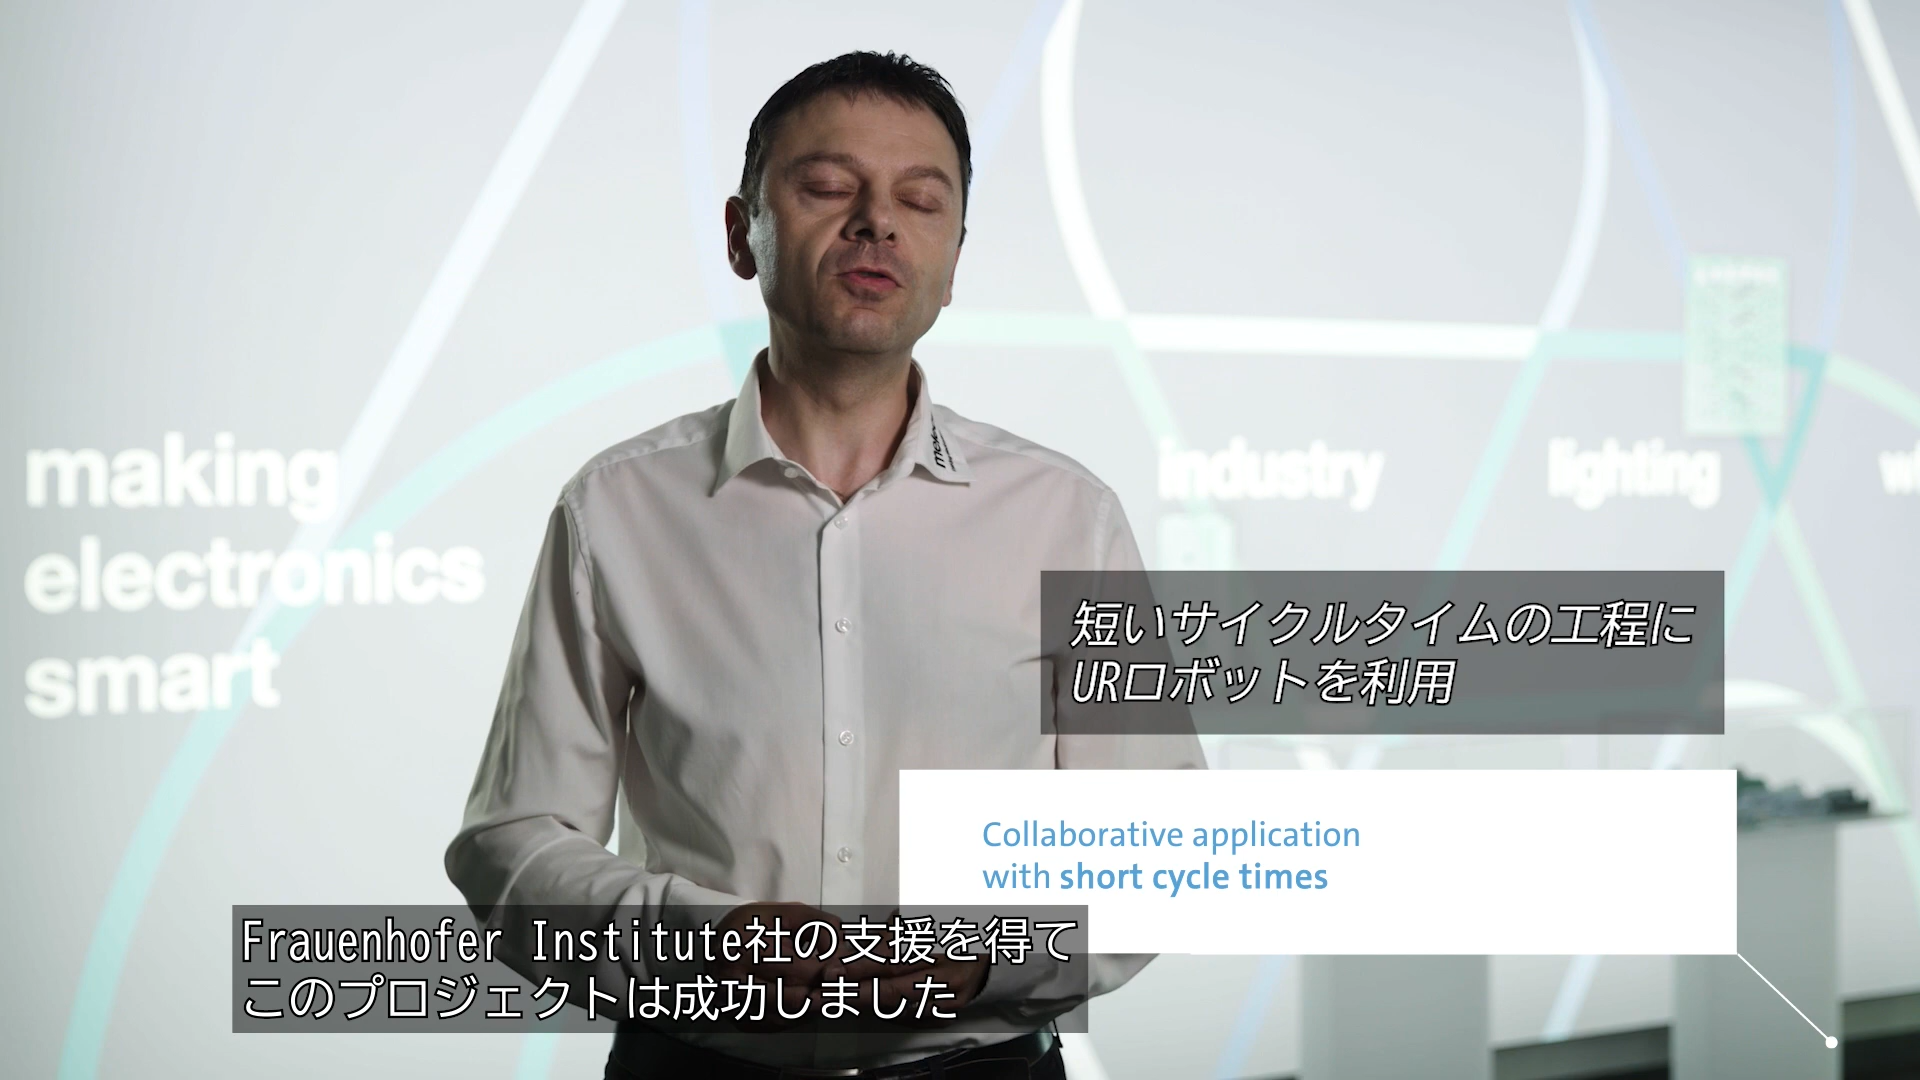 making
electronics
smart
industry
lighting
短いサイクルタイムの工程に
URロボットを利用
Collaborative application
with short cycle times
Frauenhofer Institute社の支援を得て
このプロジェクトは成功しました